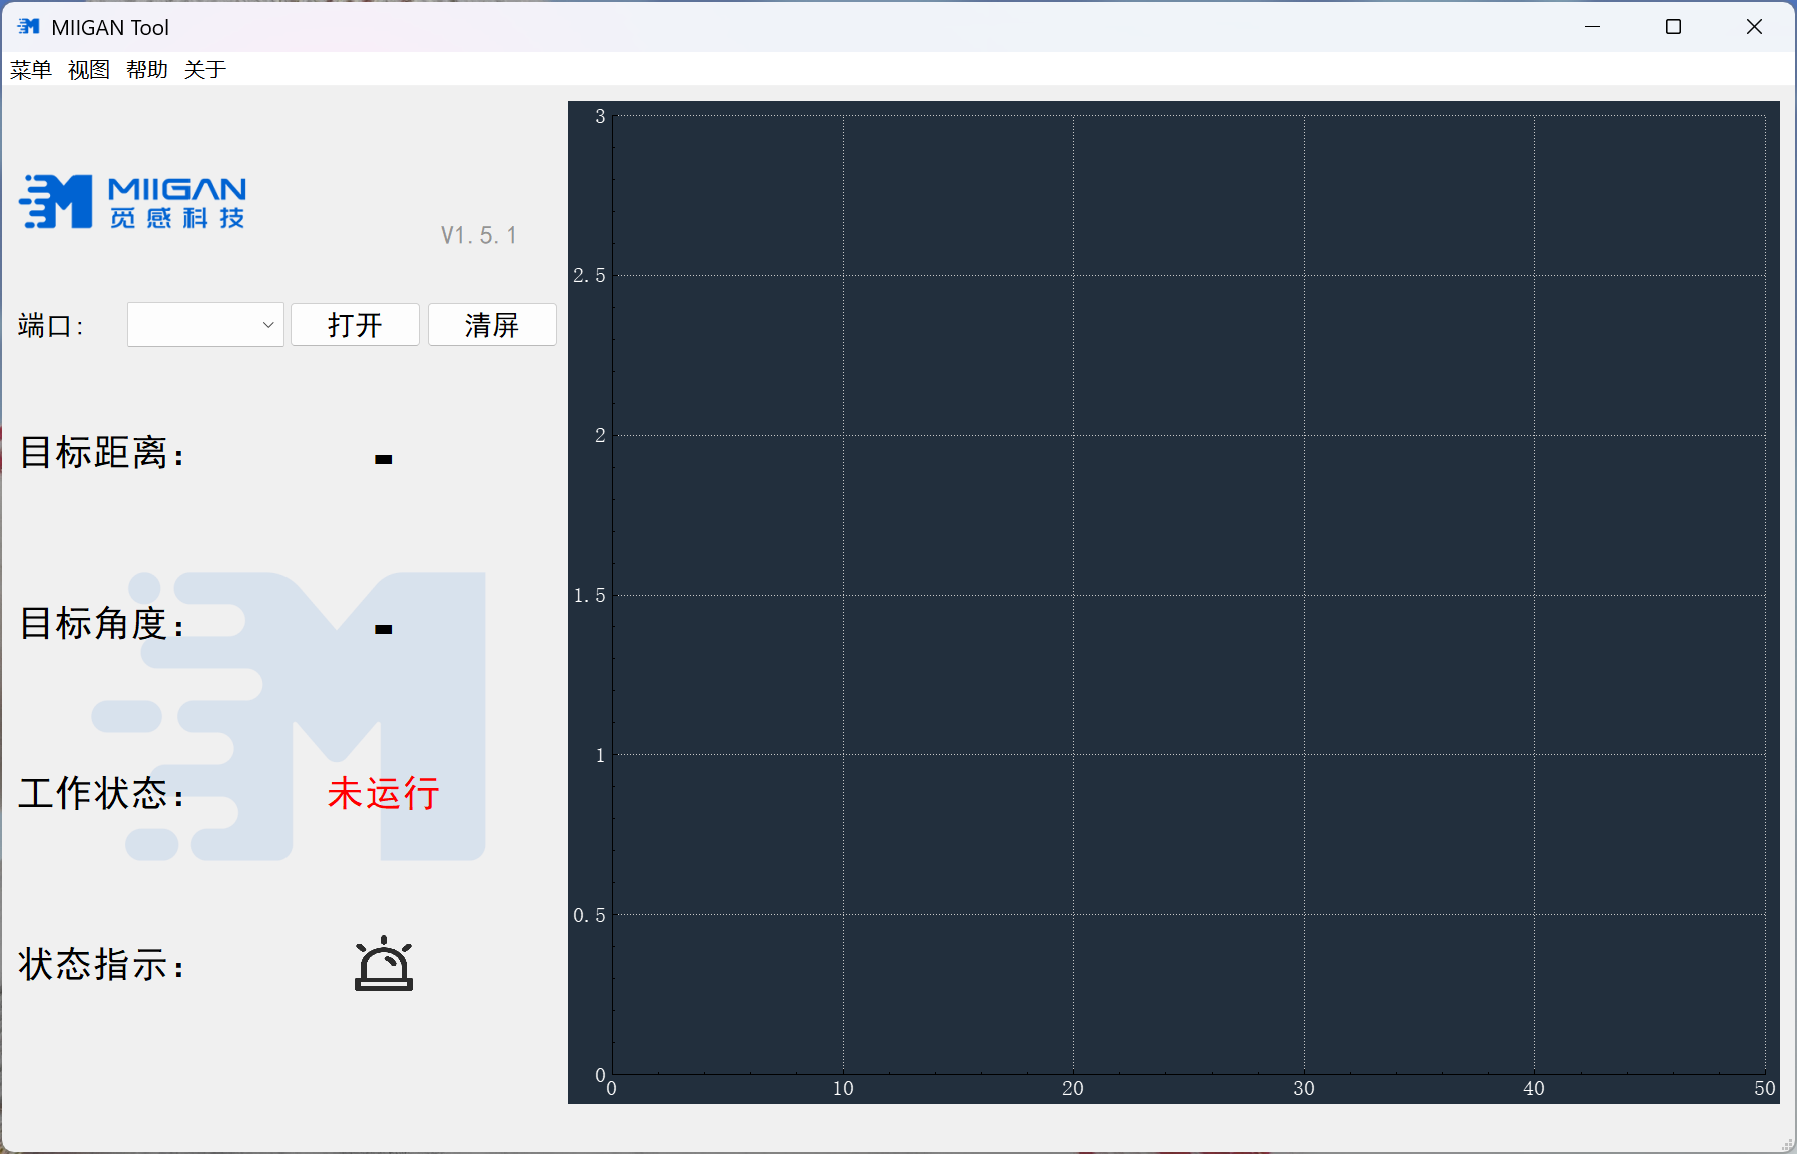 MIIGAN Tool
菜单 视图 帮助 关于
MIIGAN
觅感科技
V1.5.1
端口: 打开 清屏
目标距离: -
目标角度: -
工作状态: 未运行
状态指示:
3
2.5
2
1.5
1
0.5
0
0 10 20 30 40 50